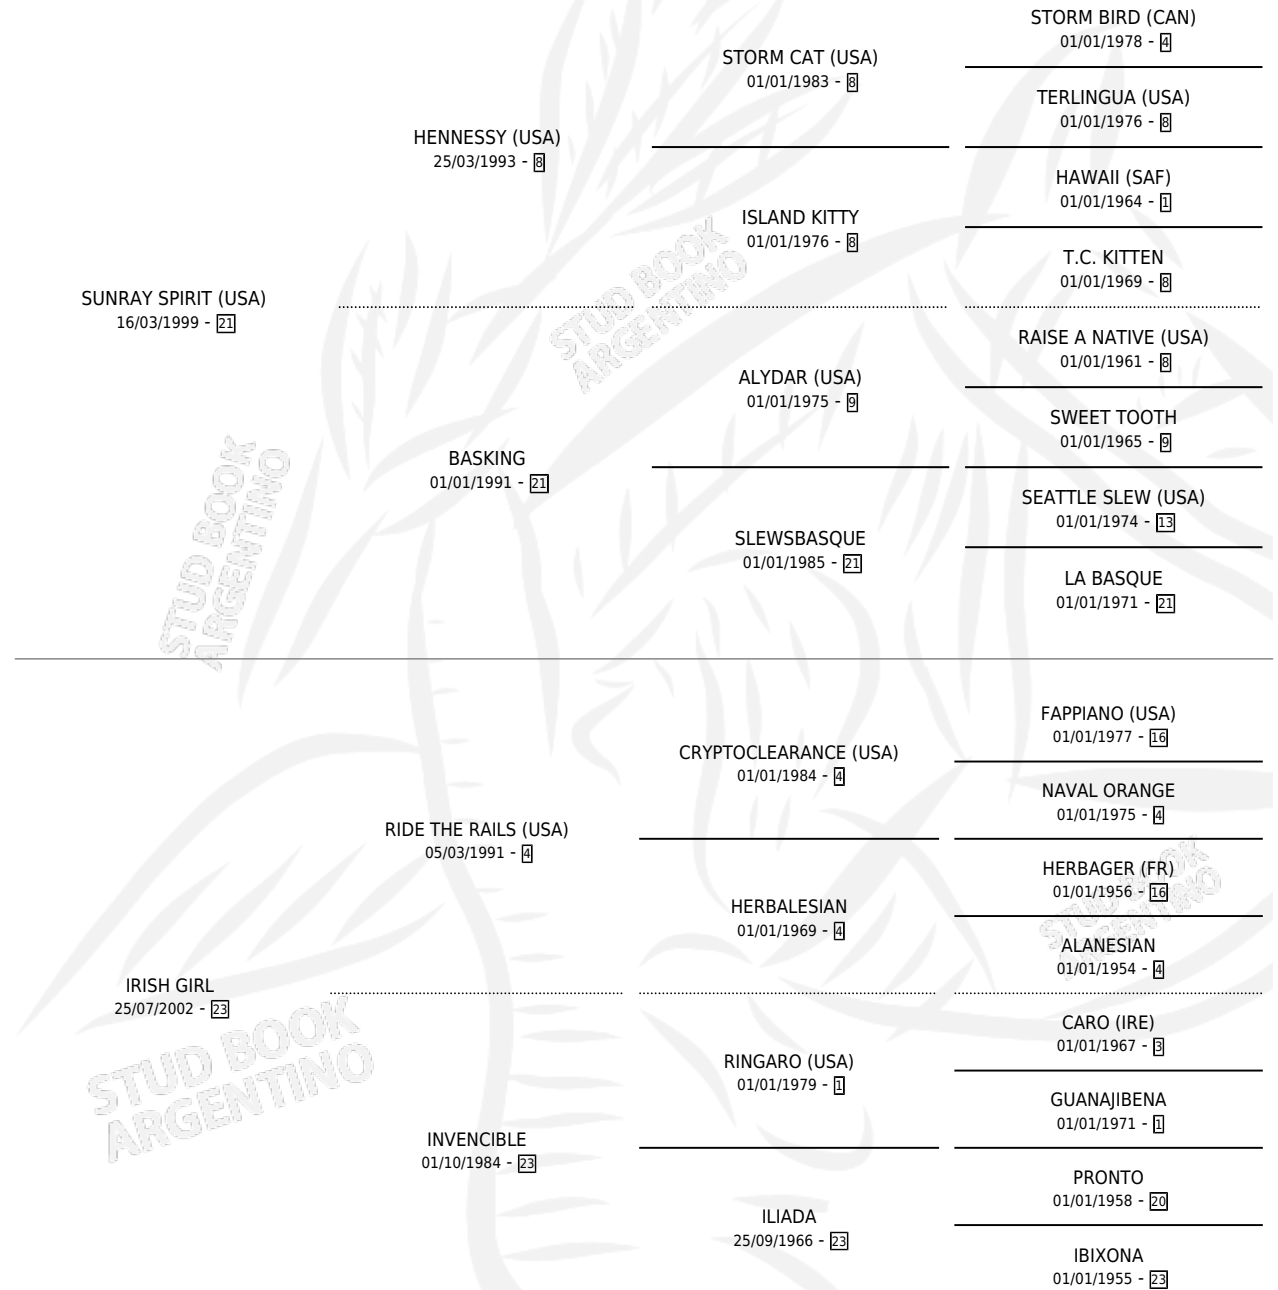 STORM BIRD (CAN)
01/01/1978 - 4
STORM CAT (USA)
01/01/1983 - 8
TERLINGUA (USA)
01/01/1976 - 8
HENNESSY (USA)
25/03/1993 - 8
HAWAII (SAF)
01/01/1964 - 1
ISLAND KITTY
01/01/1976 - 8
T.C. KITTEN
01/01/1969 - 8
SUNRAY SPIRIT (USA)
16/03/1999 - 21
RAISE A NATIVE (USA)
01/01/1961 - 8
ALYDAR (USA)
01/01/1975 - 9
SWEET TOOTH
01/01/1965 - 9
BASKING
01/01/1991 - 21
SEATTLE SLEW (USA)
01/01/1974 - 13
SLEWSBASQUE
01/01/1985 - 21
LA BASQUE
01/01/1971 - 21
FAPPIANO (USA)
01/01/1977 - 16
CRYPTOCLEARANCE (USA)
01/01/1984 - 4
NAVAL ORANGE
01/01/1975 - 4
RIDE THE RAILS (USA)
05/03/1991 - 4
HERBAGER (FR)
01/01/1956 - 16
HERBALESIAN
01/01/1969 - 4
ALANESIAN
01/01/1954 - 4
IRISH GIRL
25/07/2002 - 23
CARO (IRE)
01/01/1967 - 3
RINGARO (USA)
01/01/1979 - 1
GUANAJIBENA
01/01/1971 - 1
INVENCIBLE
01/10/1984 - 23
PRONTO
01/01/1958 - 20
ILIADA
25/09/1966 - 23
IBIXONA
01/01/1955 - 23
STUD BOOK
ARGENTINO
STUD BOOK
ARGENTINO
STUD BOOK
ARGENTINO
STUD BOOK
ARGENTINO